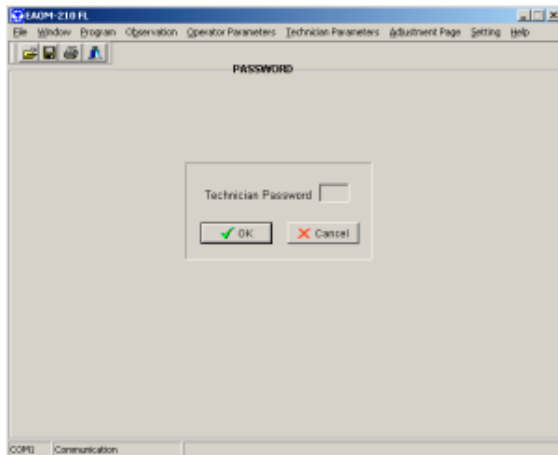 EAOM-210 FL
File Window Program Observation Operator Parameters Technician Parameters Adjustment Page Setting Help
PASSWORD
Technician Password
OK Cancel
COM1 Communication